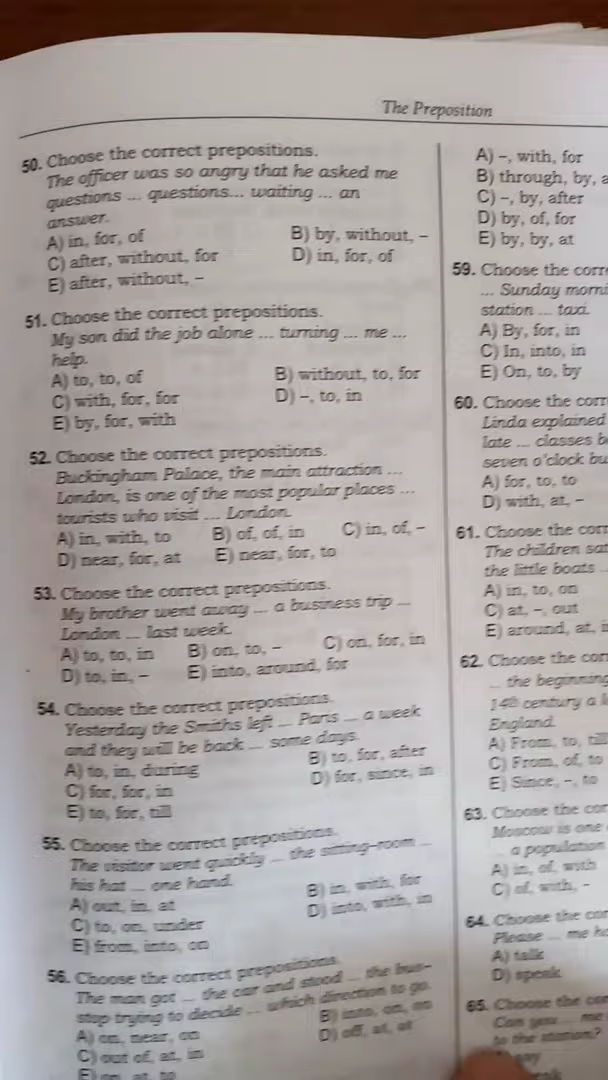 The Preposition
50. Choose the correct prepositions.
The officer was so angry that he asked me
questions ... questions... waiting ... an
answer.
A) in, for, of
B) by, without, –
C) after, without, for
D) in, for, of
E) after, without, –
51. Choose the correct prepositions.
My son did the job alone ... turning ... me ...
help.
A) to, to, of
B) without, to, for
C) with, for, for
D) –, to, in
E) by, for, with
52. Choose the correct prepositions.
Buckingham Palace, the main attraction ...
London, is one of the most popular places ...
tourists who visit ... London.
A) in, with, to
B) of, of, in
C) in, of, –
D) near, for, at
E) near, for, to
53. Choose the correct prepositions.
My brother went away ... a business trip ...
London ... last week.
A) to, to, in
B) on, to, –
C) on, for, in
D) to, in, –
E) into, around, for
54. Choose the correct prepositions.
Yesterday the Smiths left ... Paris ... a week
and they will be back ... some days.
A) to, in, during
B) to, for, after
C) for, for, in
D) for, since, in
E) to, for, till
55. Choose the correct prepositions.
The visitor went quickly ... the sitting-room ...
his hat ... one hand.
A) out, in, at
B) in, with, for
C) to, on, under
D) into, with, in
E) from, into, on
56. Choose the correct prepositions.
The man got ... the car and stood ... the bus-
stop trying to decide ... which direction to go.
A) on, near, on
B) into, on, on
C) out of, at, in
D) off, at, at
E) on, at, to
A) –, with, for
B) through, by, a
C) –, by, after
D) by, of, for
E) by, by, at
59. Choose the corr
... Sunday morni
station ... taxi.
A) By, for, in
C) In, into, in
E) On, to, by
60. Choose the corr
Linda explained
late ... classes b
seven o'clock bu
A) for, to, to
D) with, at, –
61. Choose the corr
The children sat
the little boats ..
A) in, to, on
C) at, –, out
E) around, at, i
62. Choose the corr
... the beginning
14th century a l
England.
A) From, to, till
C) From, of, to
E) Since, –, to
63. Choose the cor
Moscow is one
... a population
A) in, of, with
C) of, with, –
64. Choose the cor
Please ... me h
A) talk
D) speak
65. Choose the cor
Can you ... me
to the station?
say